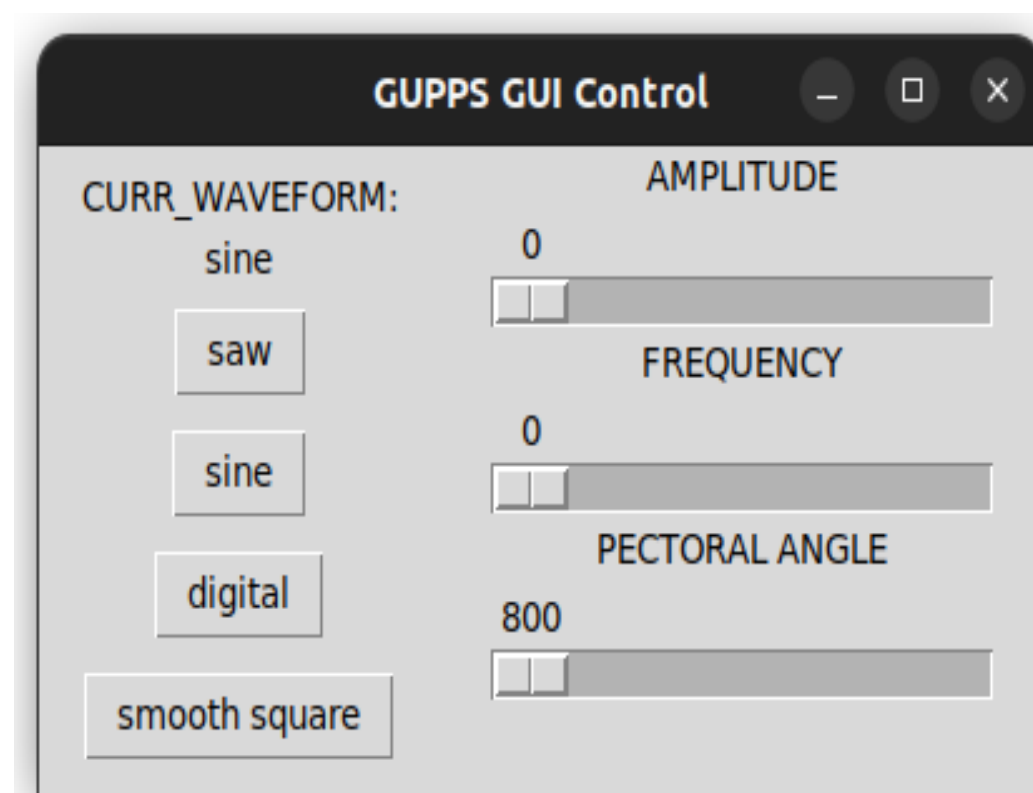 GUPPS GUI Control
CURR_WAVEFORM:
sine
saw
sine
digital
smooth square
AMPLITUDE
0
FREQUENCY
0
PECTORAL ANGLE
800